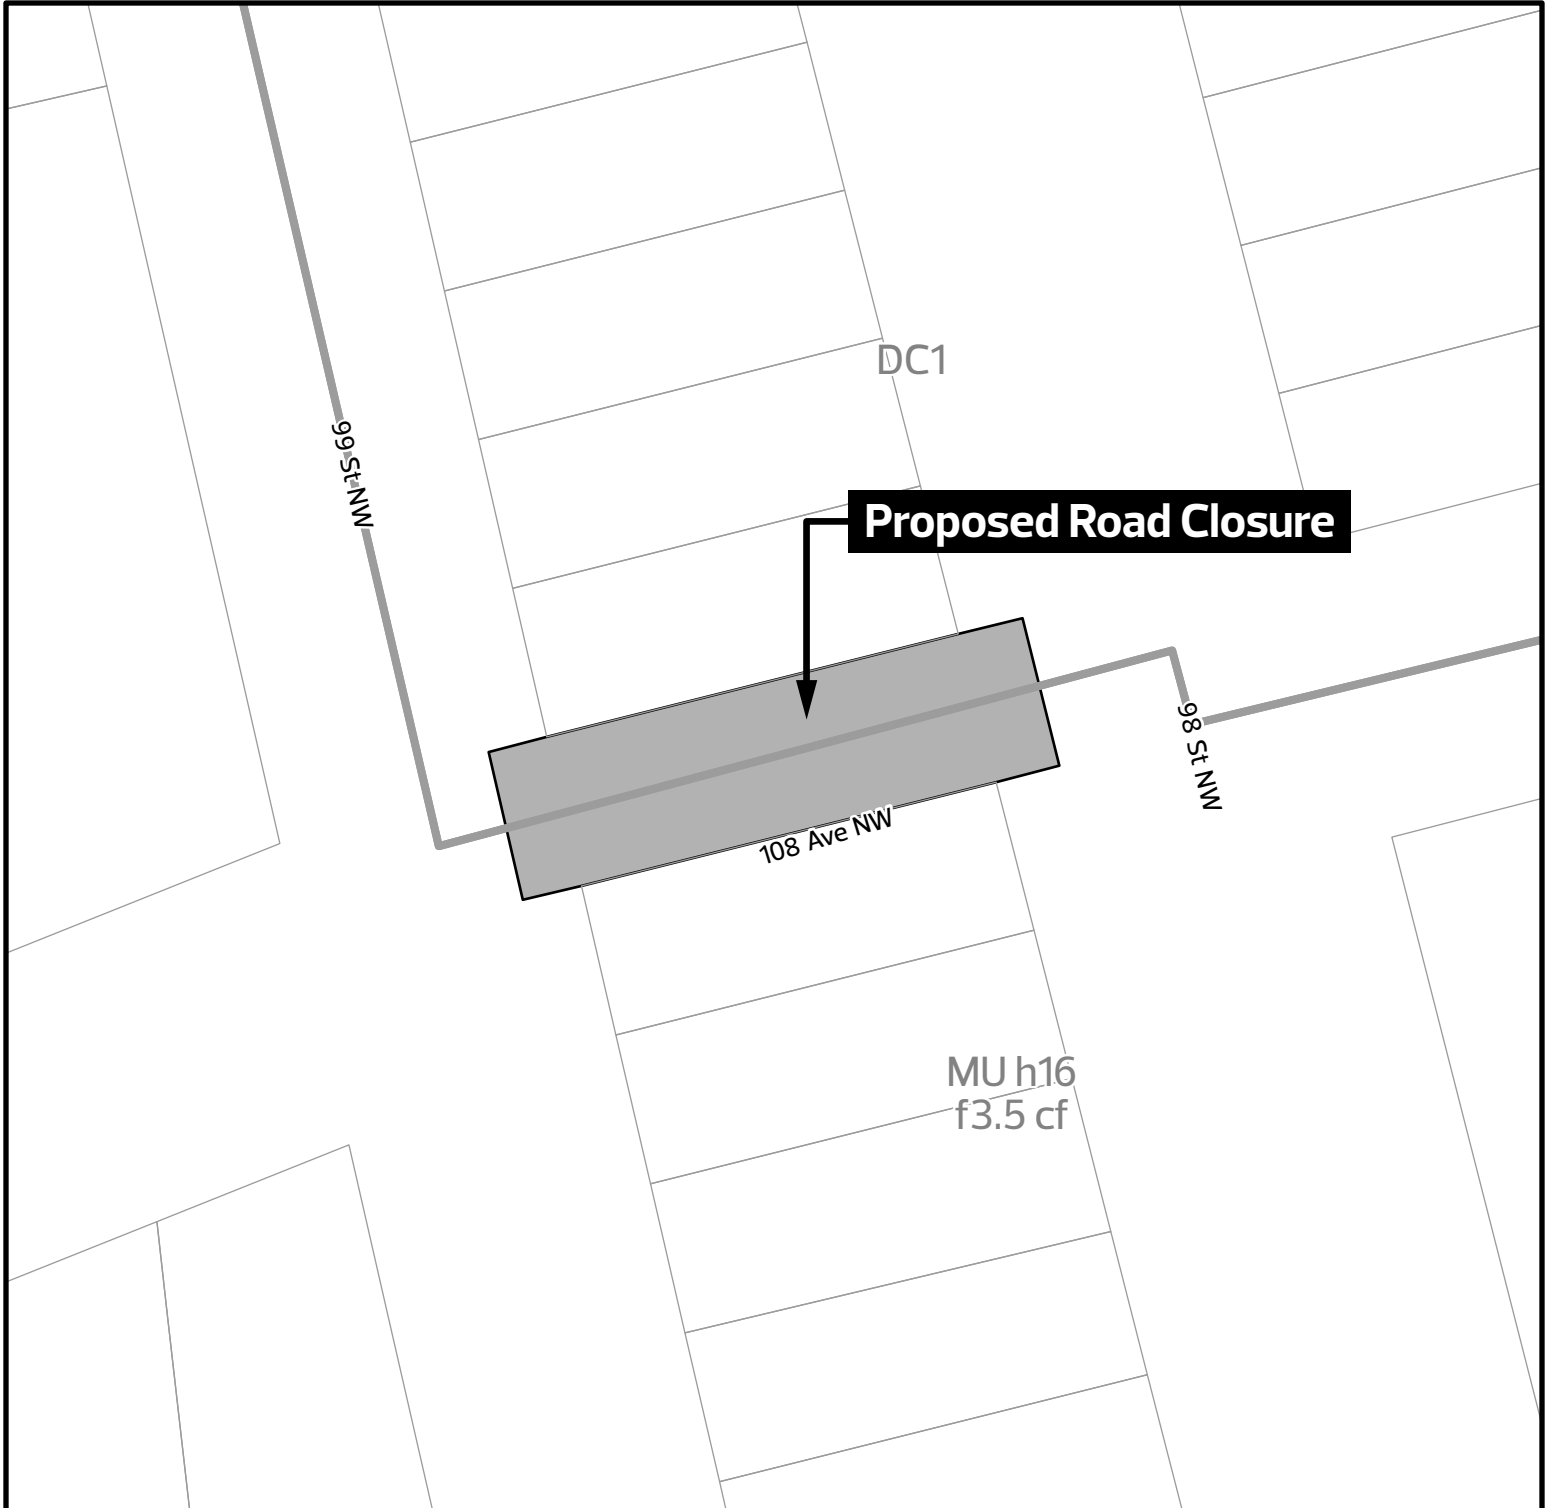 DC1
99 St NW
Proposed Road Closure
98 St NW
108 Ave NW
MU h16
f3.5 cf